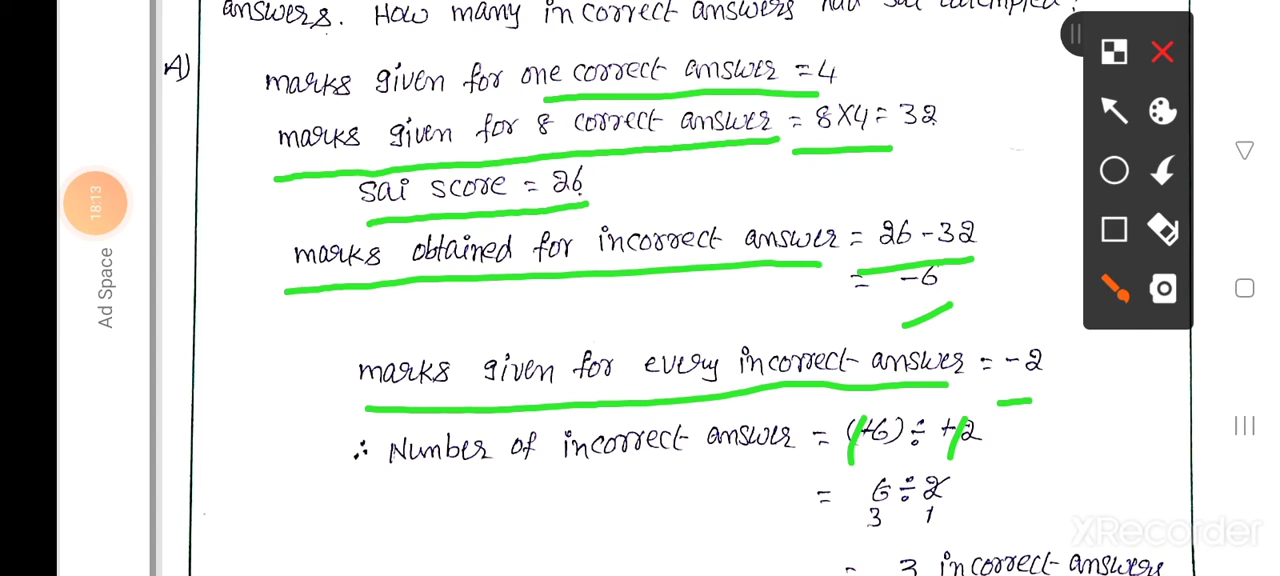 answers. How many incorrect answers had sai attempted
A)
marks given for one correct answer = 4
marks given for 8 correct answer = 8×4 = 32
sai score = 26
marks obtained for incorrect answer = 26 - 32
= -6
marks given for every incorrect answer = -2
∴ Number of incorrect answer = (+6) ÷ +2
= 6 ÷ 2
3 1
= 3 incorrect answers
18:13
Ad Space
XRecorder